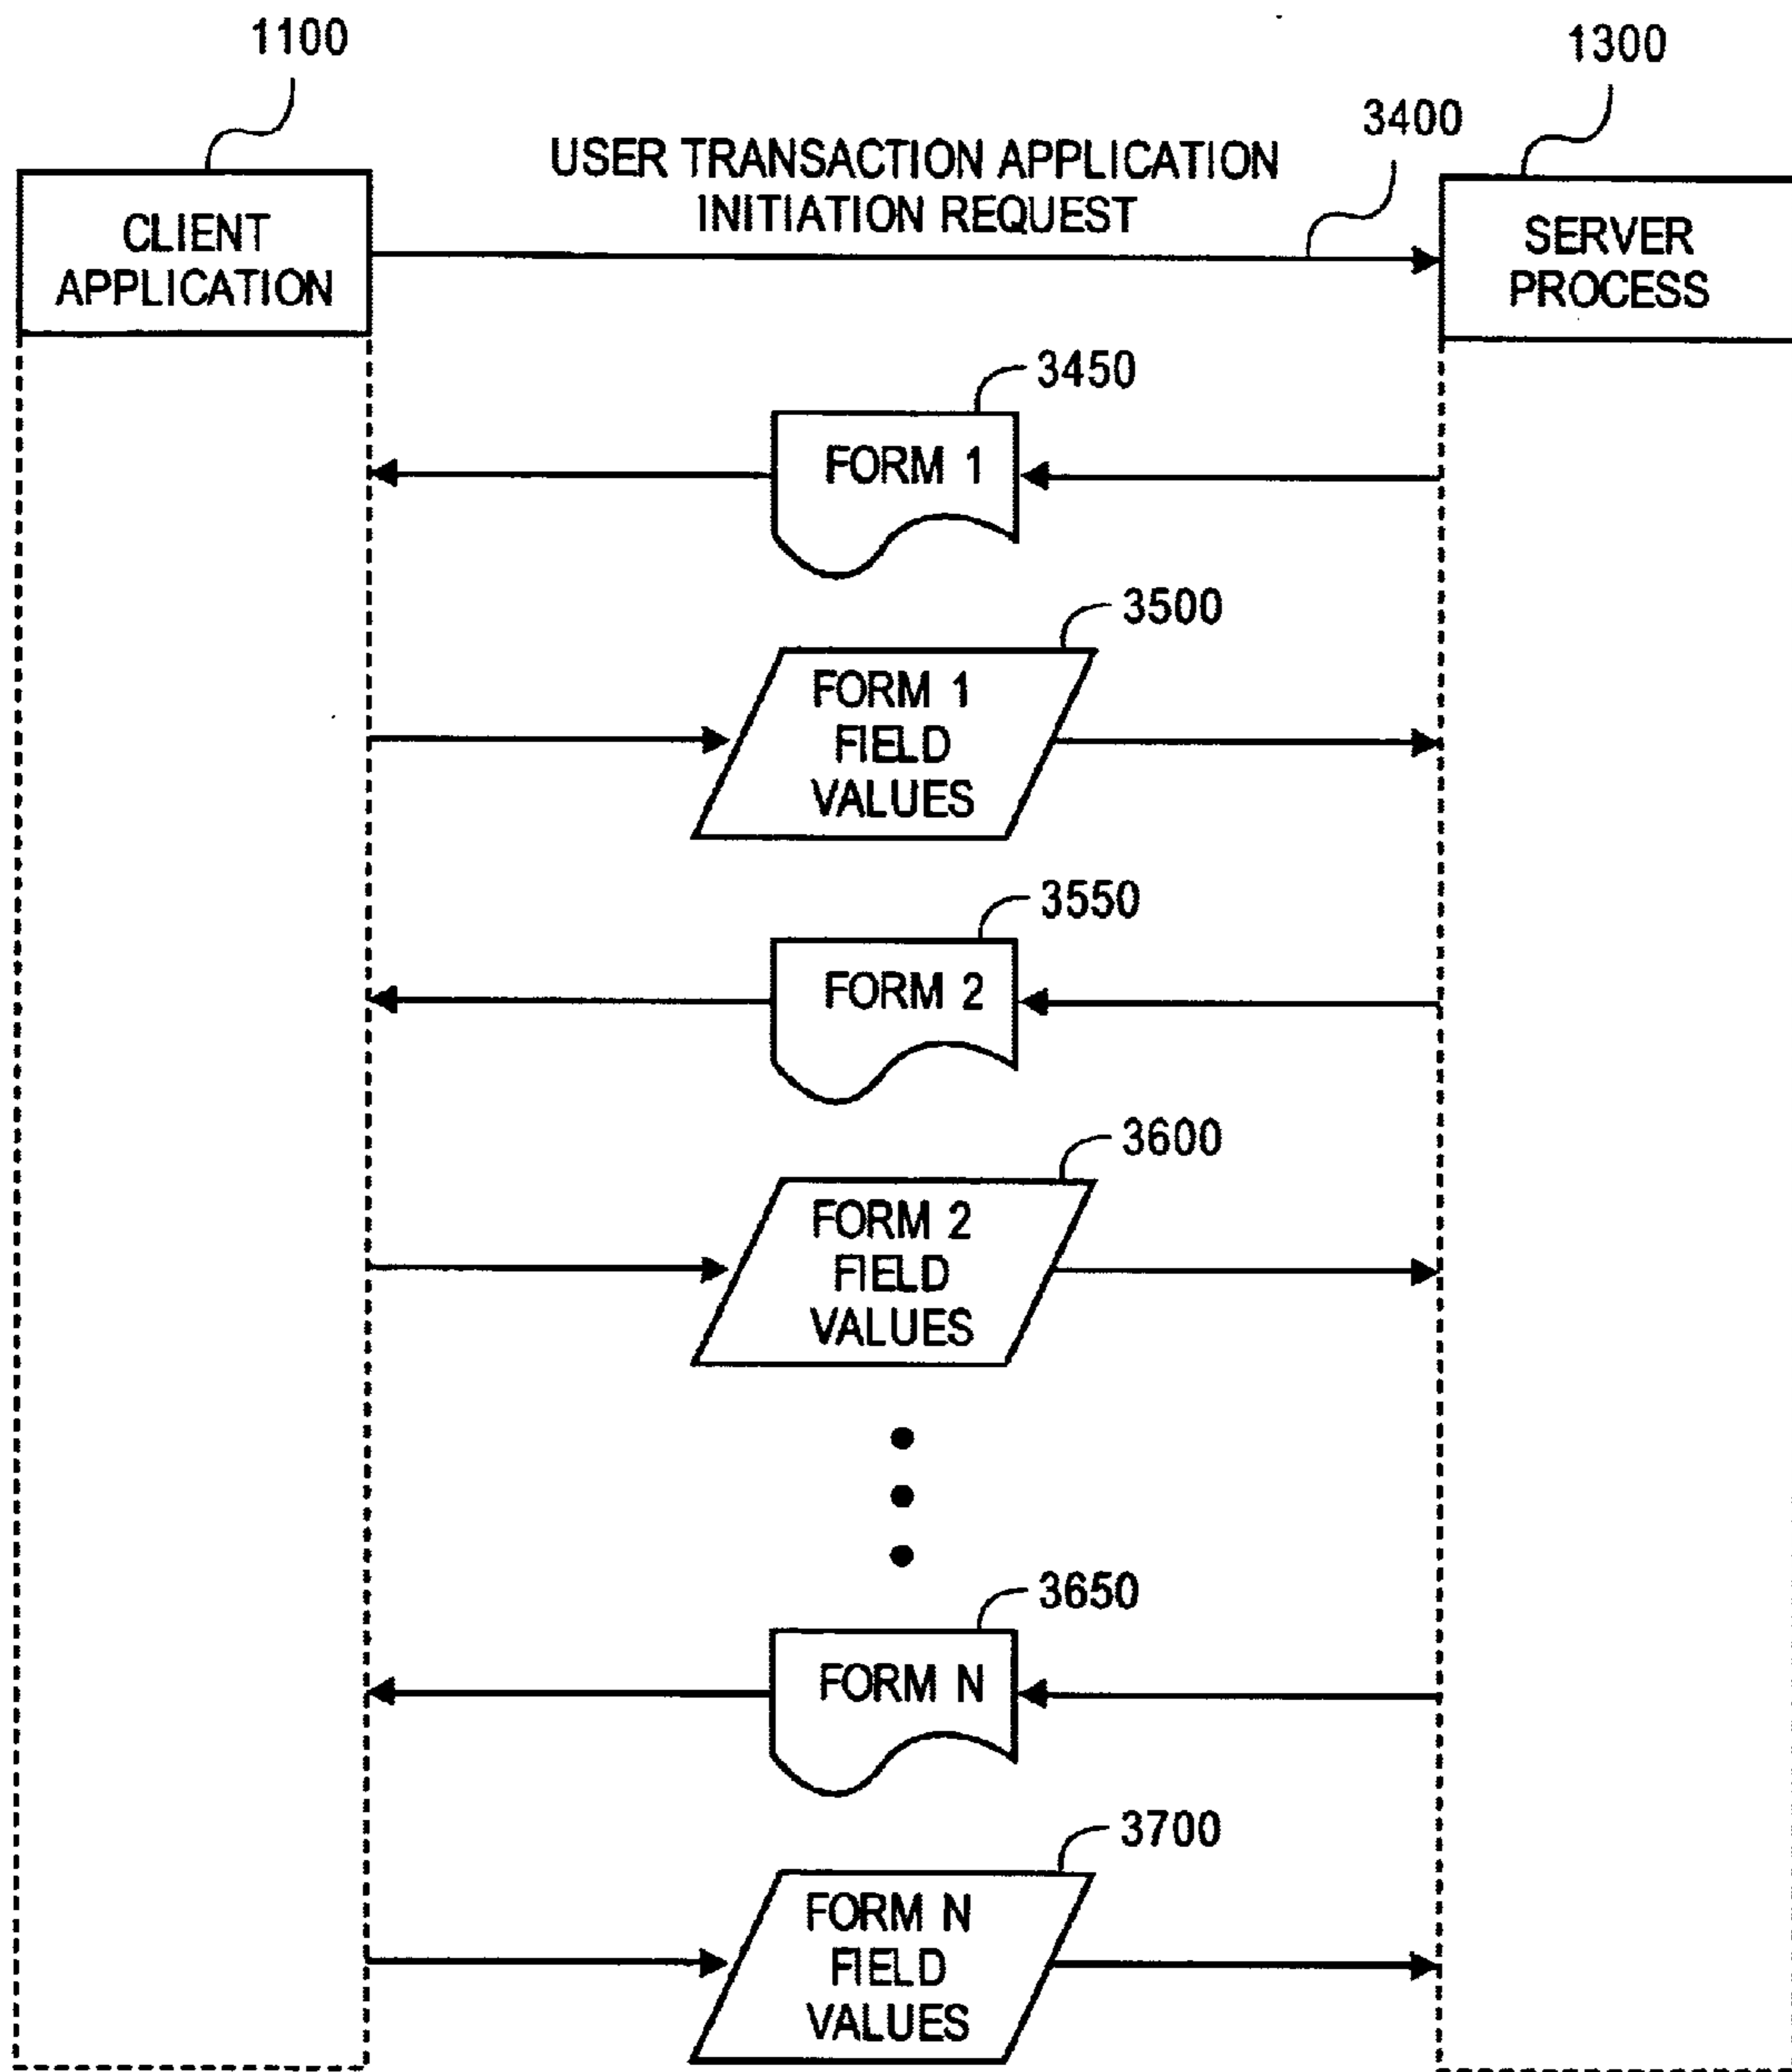 1100
1300
3400
USER TRANSACTION APPLICATION
INITIATION REQUEST
CLIENT
APPLICATION
SERVER
PROCESS
3450
FORM 1
3500
FORM 1
FIELD
VALUES
3550
FORM 2
3600
FORM 2
FIELD
VALUES
3650
FORM N
3700
FORM N
FIELD
VALUES